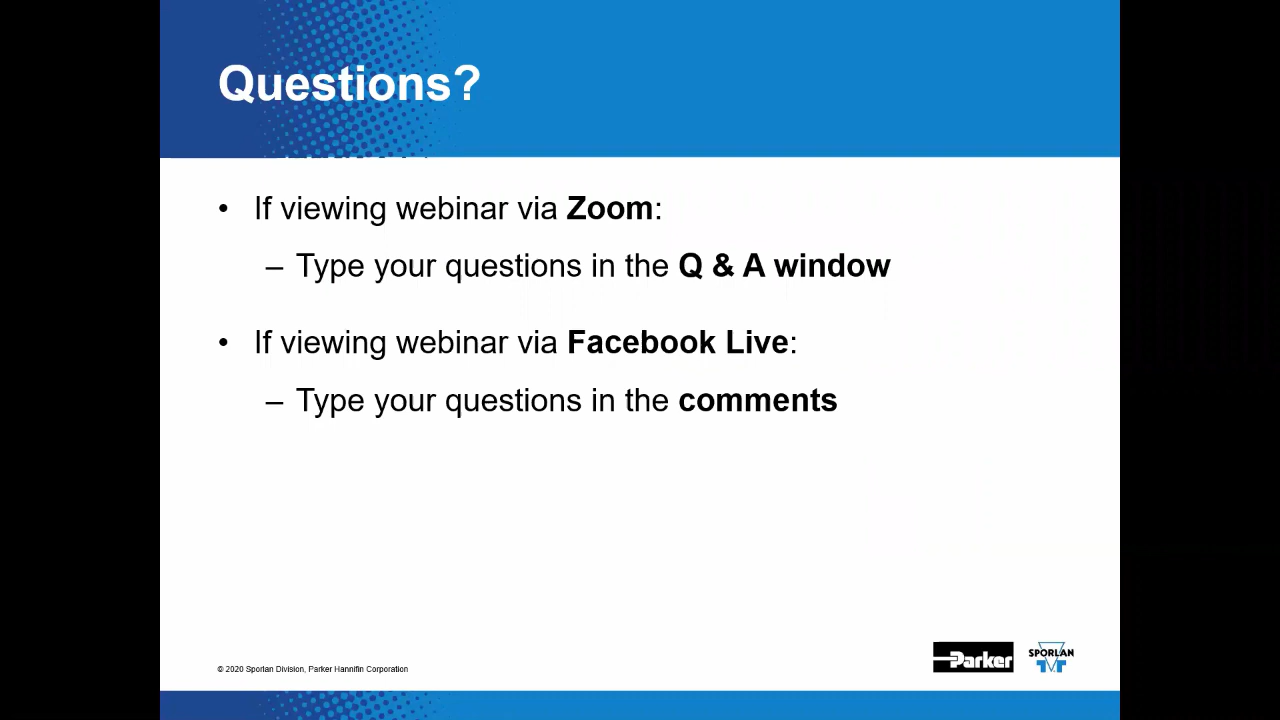 Questions?
• If viewing webinar via Zoom:
– Type your questions in the Q & A window
• If viewing webinar via Facebook Live:
– Type your questions in the comments
© 2020 Sporlan Division, Parker Hannifin Corporation
Parker
SPORLAN